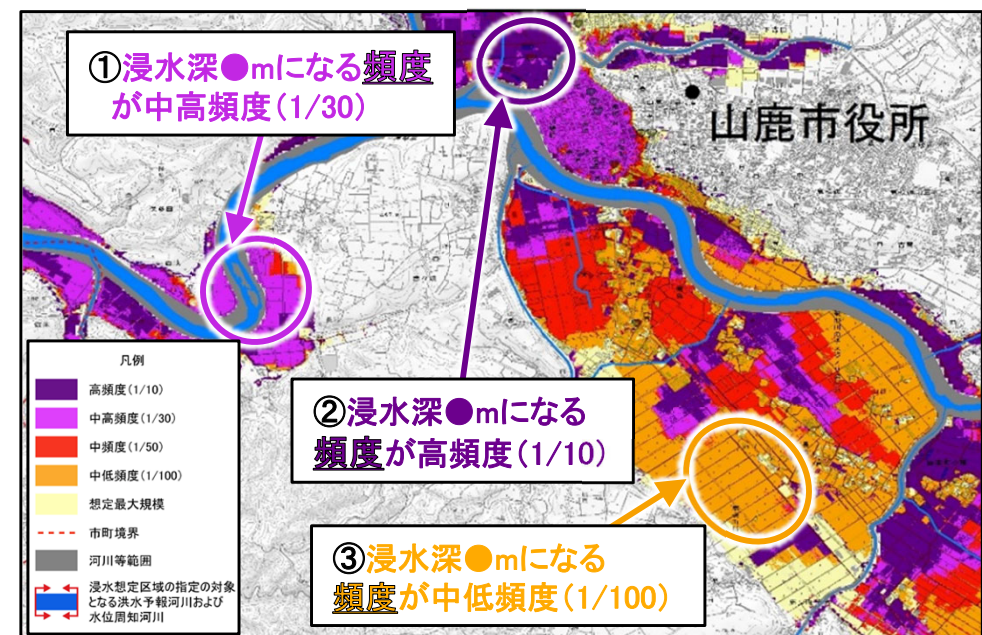 ①浸水深●mになる頻度
が中高頻度(1/30)
山鹿市役所
②浸水深●mになる
頻度が高頻度(1/10)
③浸水深●mになる
頻度が中低頻度(1/100)
凡例
高頻度(1/10)
中高頻度(1/30)
中頻度(1/50)
中低頻度(1/100)
想定最大規模
市町境界
河川等範囲
浸水想定区域の指定の対象
となる洪水予報河川および
水位周知河川